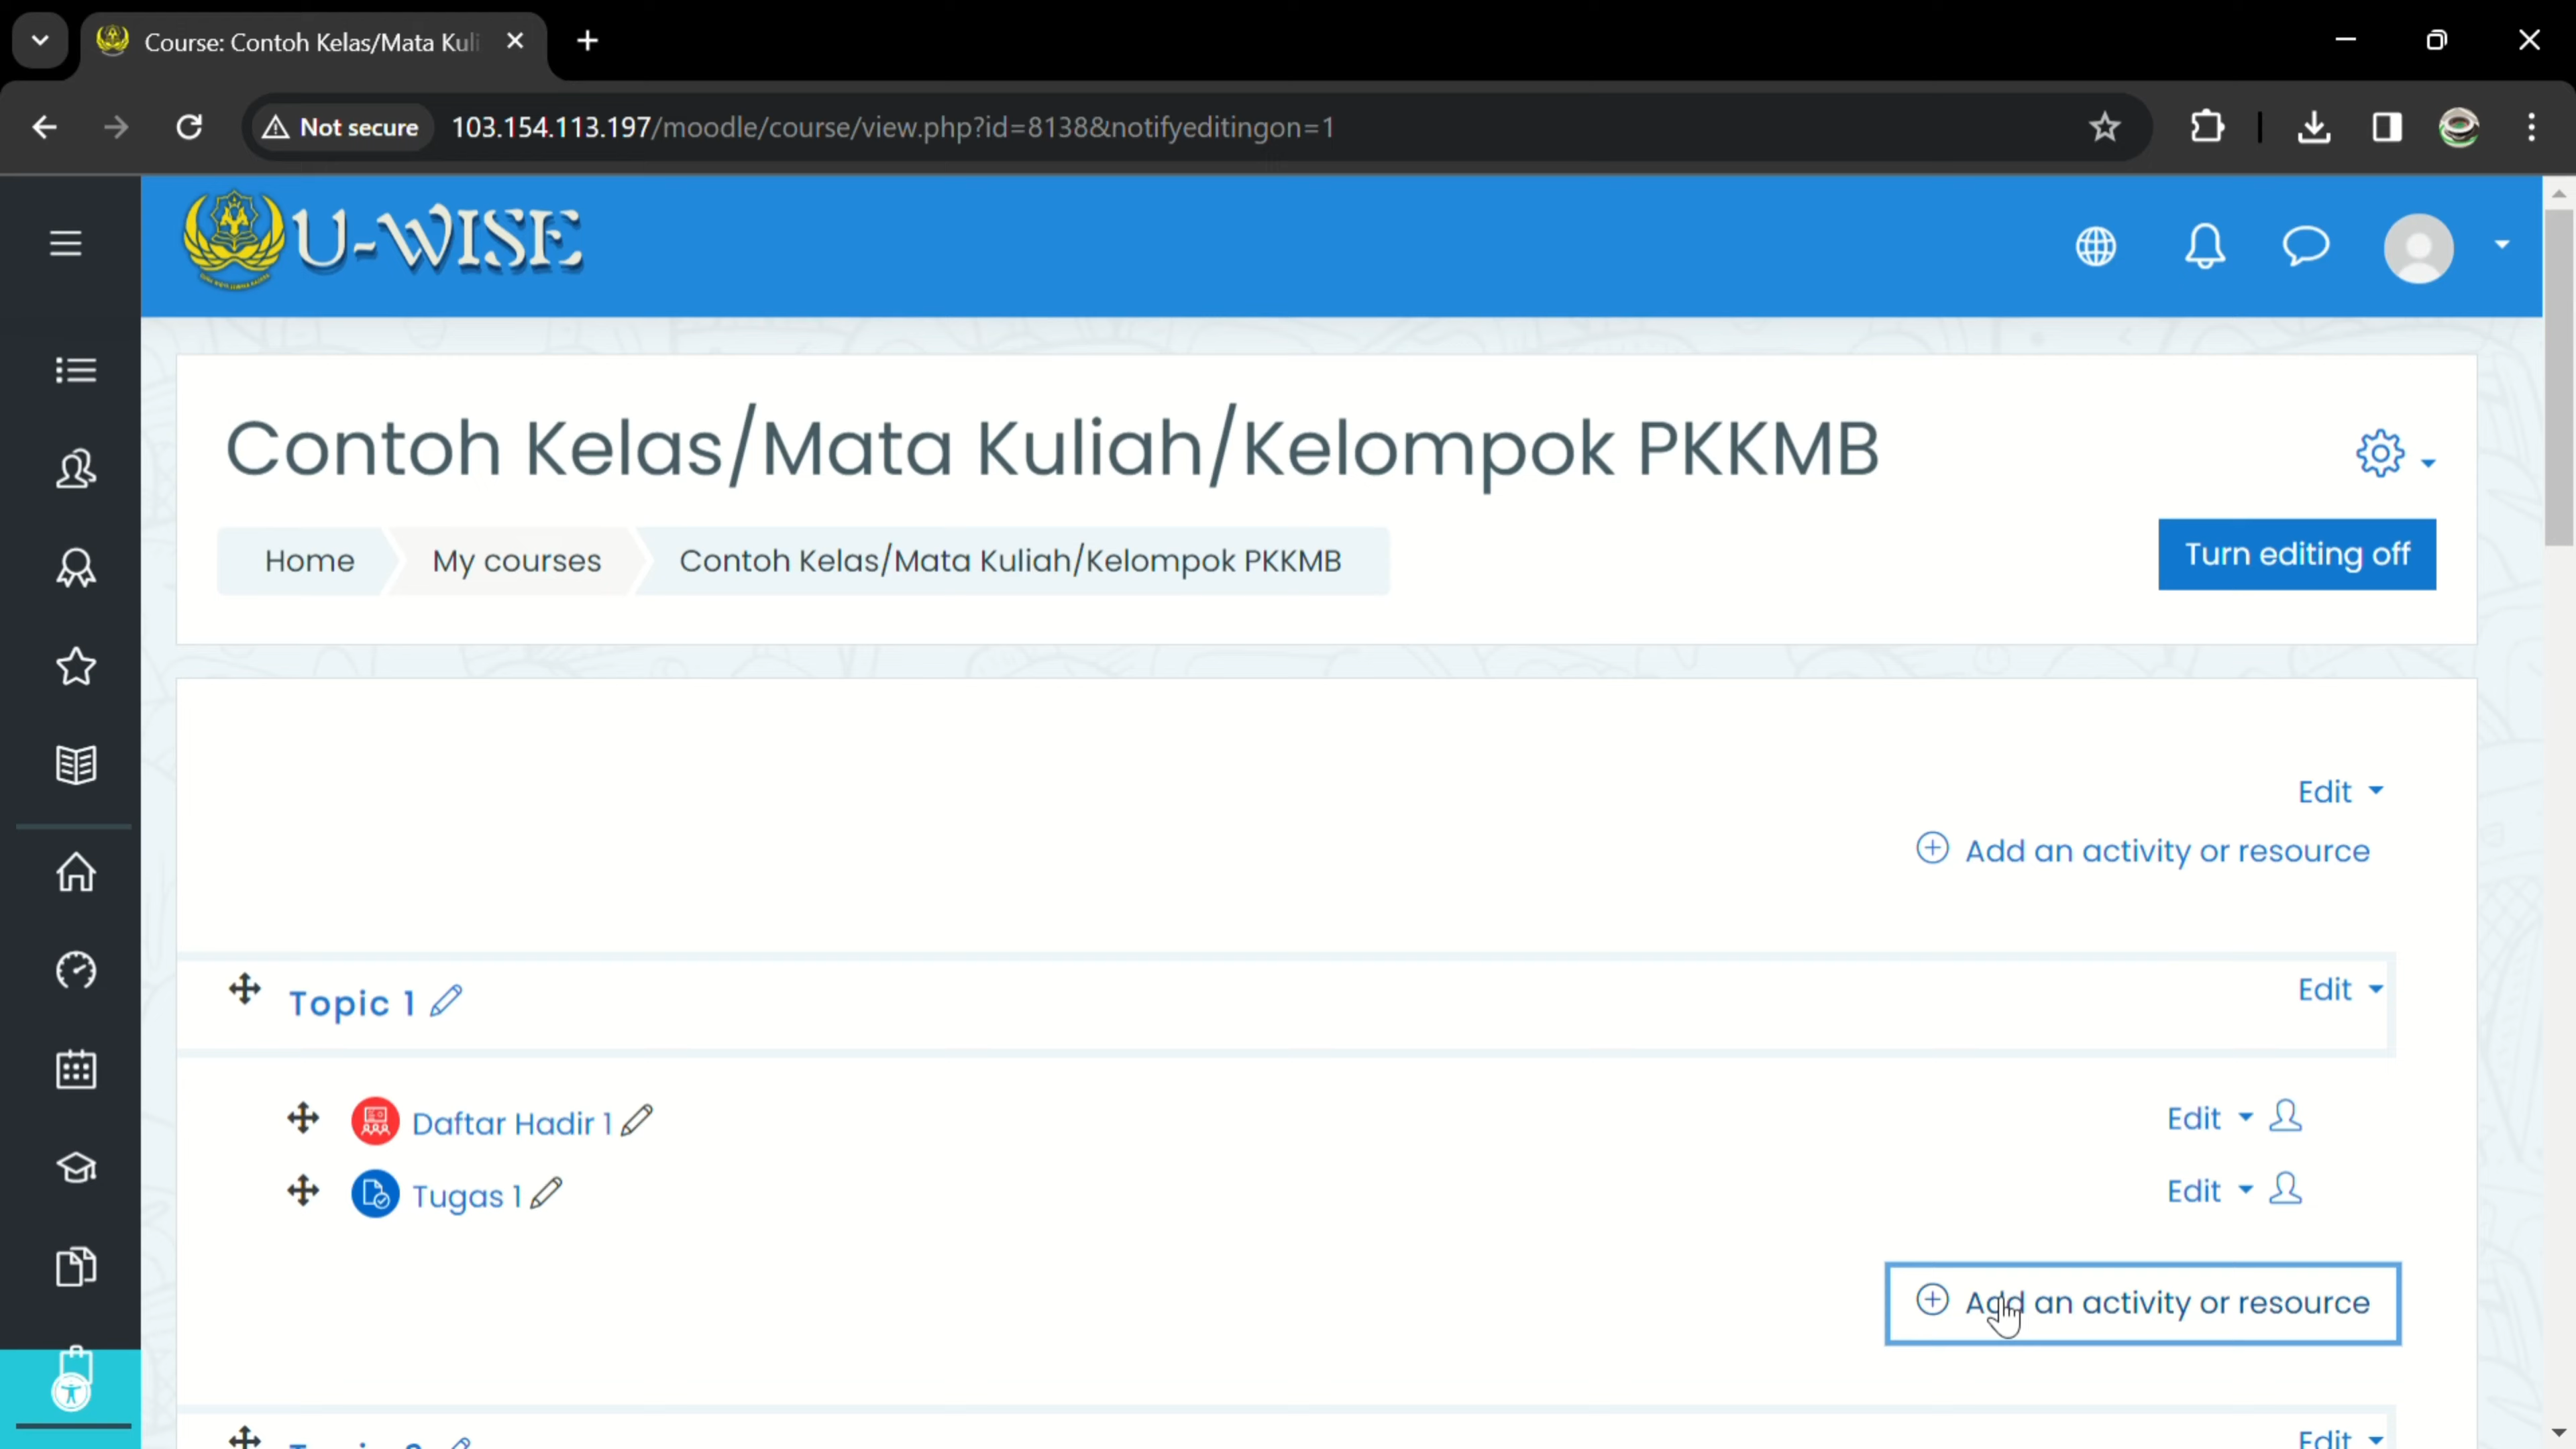 Course: Contoh Kelas/Mata Kuli
Not secure
103.154.113.197/moodle/course/view.php?id=8138&notifyeditingon=1
U-WISE
Contoh Kelas/Mata Kuliah/Kelompok PKKMB
Home
My courses
Contoh Kelas/Mata Kuliah/Kelompok PKKMB
Turn editing off
Edit
Add an activity or resource
Topic 1
Edit
Daftar Hadir 1
Edit
Tugas 1
Edit
Add an activity or resource
Edit